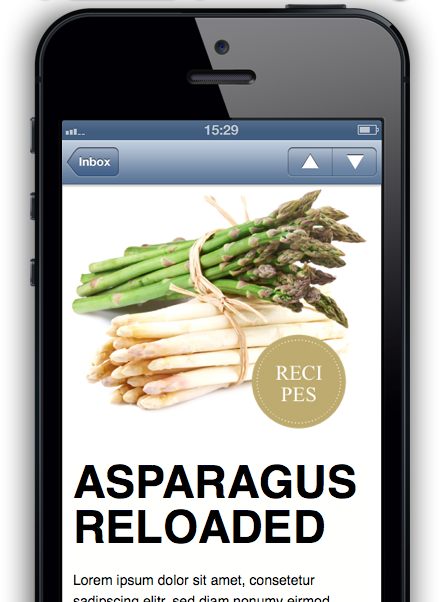 15:29
Inbox
RECI
PES
ASPARAGUS
RELOADED
Lorem ipsum dolor sit amet, consetetur
sadipscing elitr, sed diam nonumy eirmod